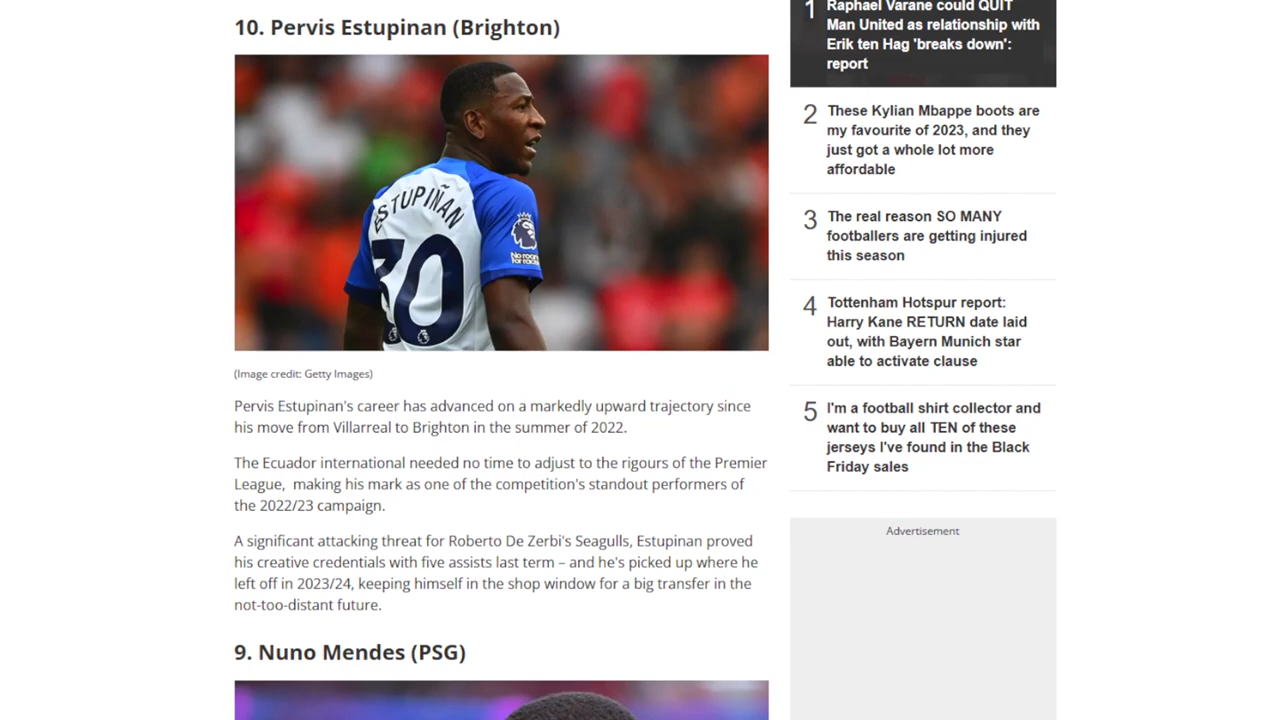 10. Pervis Estupinan (Brighton)
ESTUPIÑAN
30
No room
for racism
(Image credit: Getty Images)
Pervis Estupinan's career has advanced on a markedly upward trajectory since
his move from Villarreal to Brighton in the summer of 2022.
The Ecuador international needed no time to adjust to the rigours of the Premier
League,  making his mark as one of the competition's standout performers of
the 2022/23 campaign.
A significant attacking threat for Roberto De Zerbi's Seagulls, Estupinan proved
his creative credentials with five assists last term – and he's picked up where he
left off in 2023/24, keeping himself in the shop window for a big transfer in the
not-too-distant future.
9. Nuno Mendes (PSG)
1
Raphael Varane could QUIT
Man United as relationship with
Erik ten Hag 'breaks down':
report
2
These Kylian Mbappe boots are
my favourite of 2023, and they
just got a whole lot more
affordable
3
The real reason SO MANY
footballers are getting injured
this season
4
Tottenham Hotspur report:
Harry Kane RETURN date laid
out, with Bayern Munich star
able to activate clause
5
I'm a football shirt collector and
want to buy all TEN of these
jerseys I've found in the Black
Friday sales
Advertisement